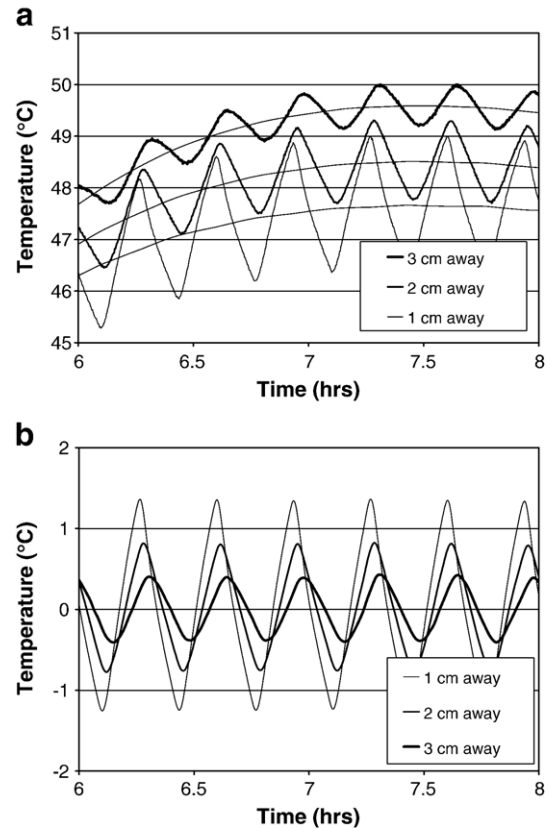 a
51
50
49
48
47
46
45
Temperature (°C)
3 cm away
2 cm away
1 cm away
6
6.5
7
7.5
8
Time (hrs)
b
2
1
0
-1
-2
Temperature (°C)
1 cm away
2 cm away
3 cm away
6
6.5
7
7.5
8
Time (hrs)